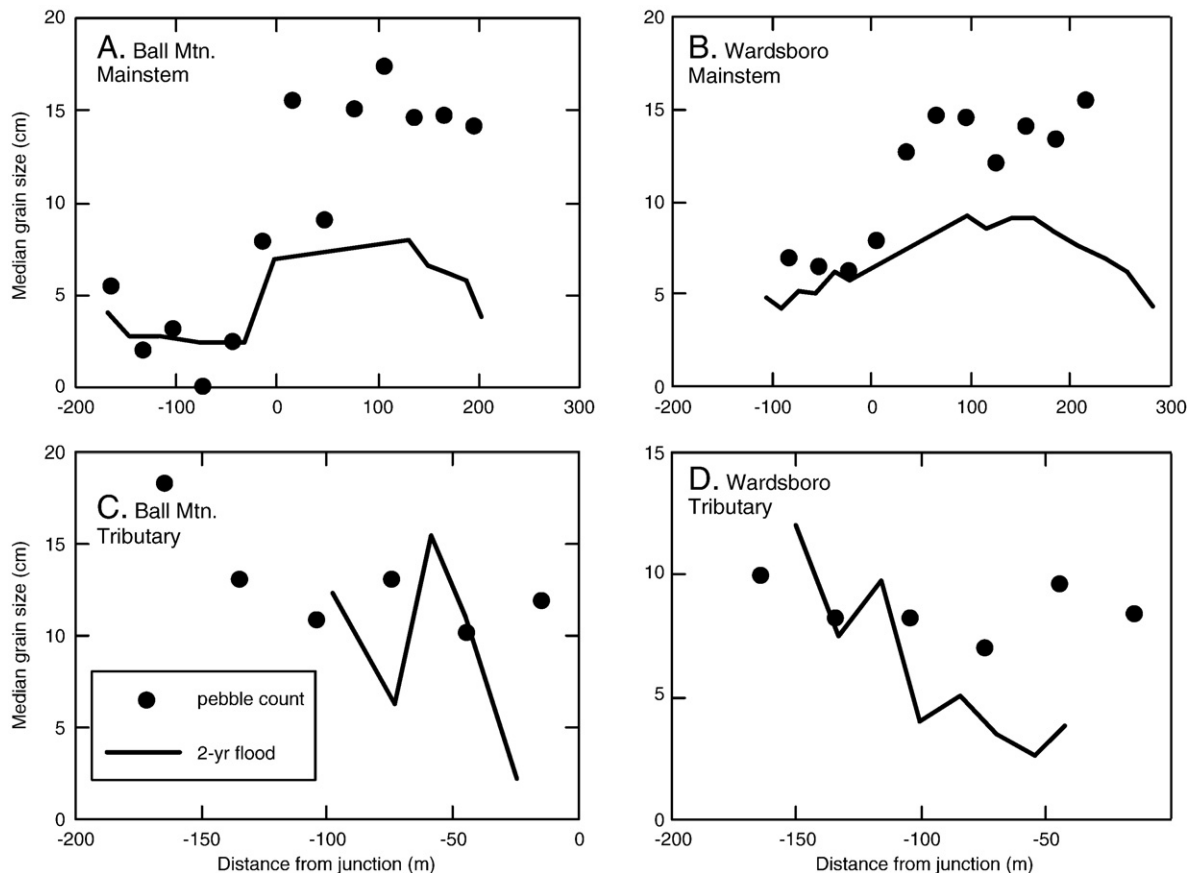 20
15
10
5
0
Median grain size (cm)
A. Ball Mtn.
Mainstem
-200
-100
0
100
200
300
20
15
10
5
0
B. Wardsboro
Mainstem
-200
-100
0
100
200
300
20
15
10
5
0
Median grain size (cm)
C. Ball Mtn.
Tributary
pebble count
2-yr flood
-200
-150
-100
-50
0
Distance from junction (m)
15
10
5
0
D. Wardsboro
Tributary
-200
-150
-100
-50
Distance from junction (m)